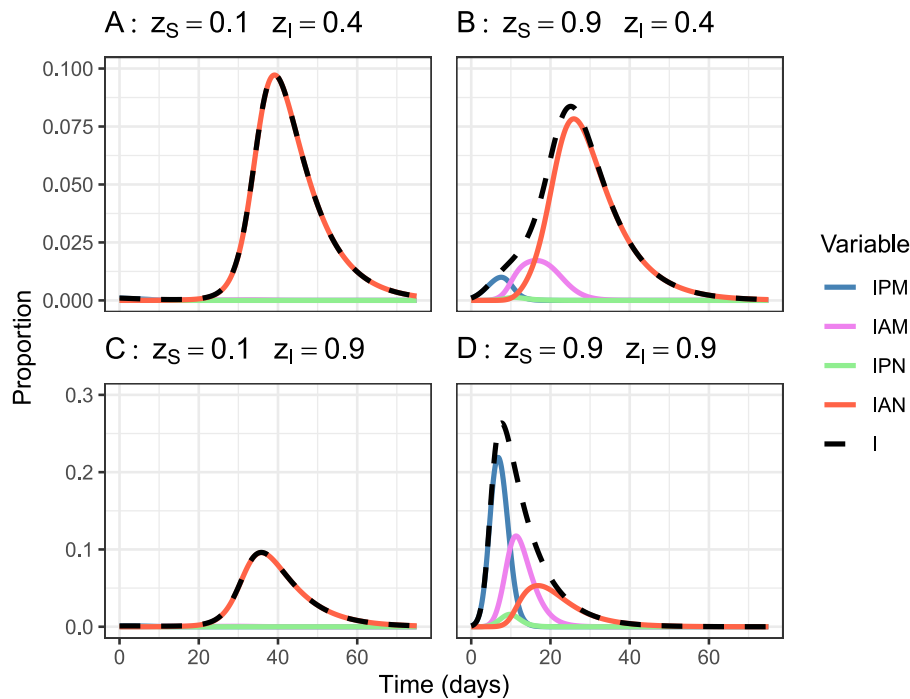 A : z_S = 0.1 z_I = 0.4
B : z_S = 0.9 z_I = 0.4
0.100
0.075
0.050
0.025
0.000
C : z_S = 0.1 z_I = 0.9
D : z_S = 0.9 z_I = 0.9
0.3
0.2
0.1
0.0
0 20 40 60
0 20 40 60
Proportion
Time (days)
Variable
IPM
IAM
IPN
IAN
I